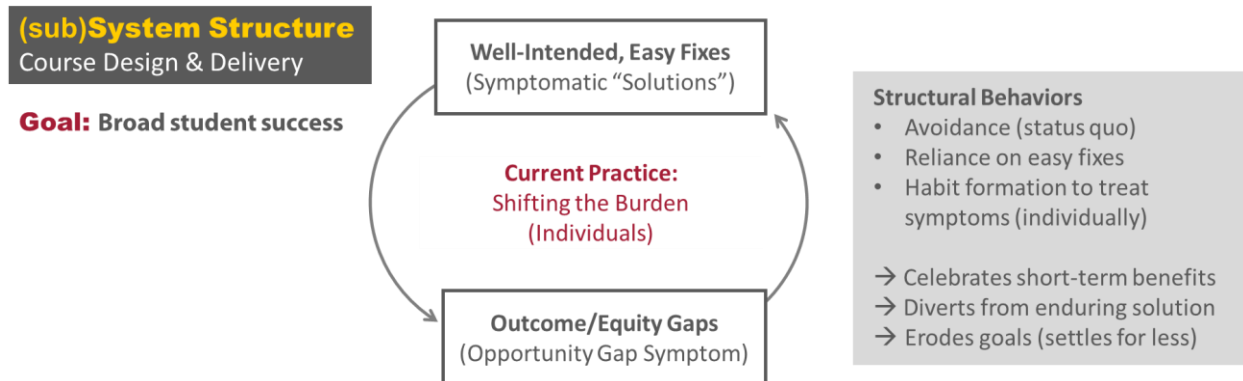 (sub)System Structure
Course Design & Delivery
Goal: Broad student success
Well-Intended, Easy Fixes
(Symptomatic “Solutions”)
Current Practice:
Shifting the Burden
(Individuals)
Outcome/Equity Gaps
(Opportunity Gap Symptom)
Structural Behaviors
• Avoidance (status quo)
• Reliance on easy fixes
• Habit formation to treat
symptoms (individually)
→ Celebrates short-term benefits
→ Diverts from enduring solution
→ Erodes goals (settles for less)